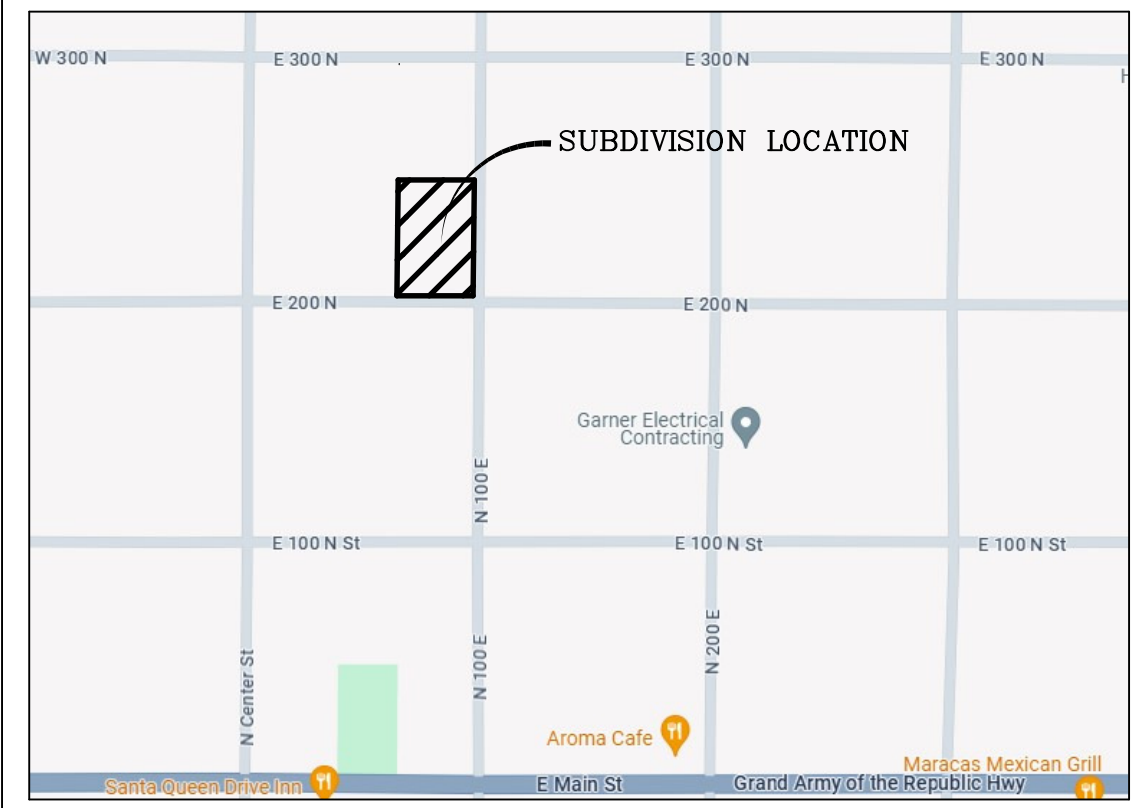 W 300 N
E 300 N
E 300 N
E 300 N
SUBDIVISION LOCATION
E 200 N
E 200 N
Garner Electrical
Contracting
N 100 E
E 100 N St
E 100 N St
E 100 N St
N Center St
N 100 E
N 200 E
Aroma Cafe
Maracas Mexican Grill
Santa Queen Drive Inn
E Main St
Grand Army of the Republic Hwy